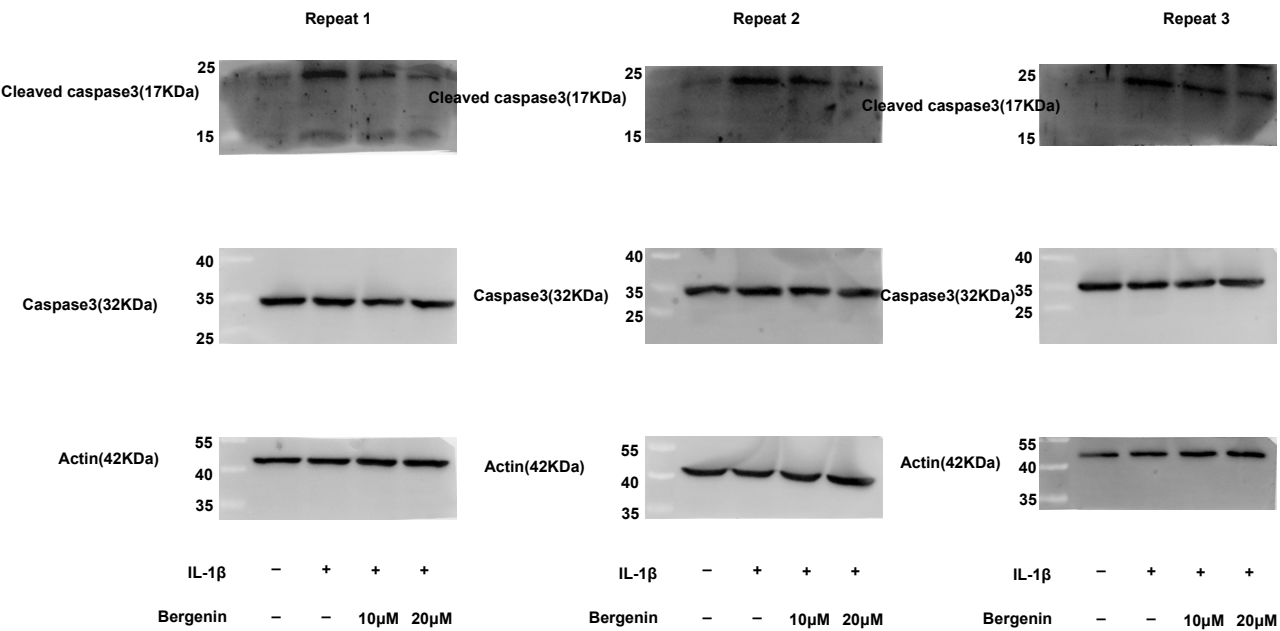 Repeat 1 Repeat 2 Repeat 3
25 25 25
Cleaved caspase3(17KDa) Cleaved caspase3(17KDa) Cleaved caspase3(17KDa)
15 15 15
40 40 40
Caspase3(32KDa) 35 Caspase3(32KDa) 35 Caspase3(32KDa) 35
25 25 25
55 55 55
Actin(42KDa) 40 Actin(42KDa) 40 Actin(42KDa) 40
35 35 35
IL-1β – + + + IL-1β – + + + IL-1β – + + +
Bergenin – – 10μM 20μM Bergenin – – 10μM 20μM Bergenin – – 10μM 20μM